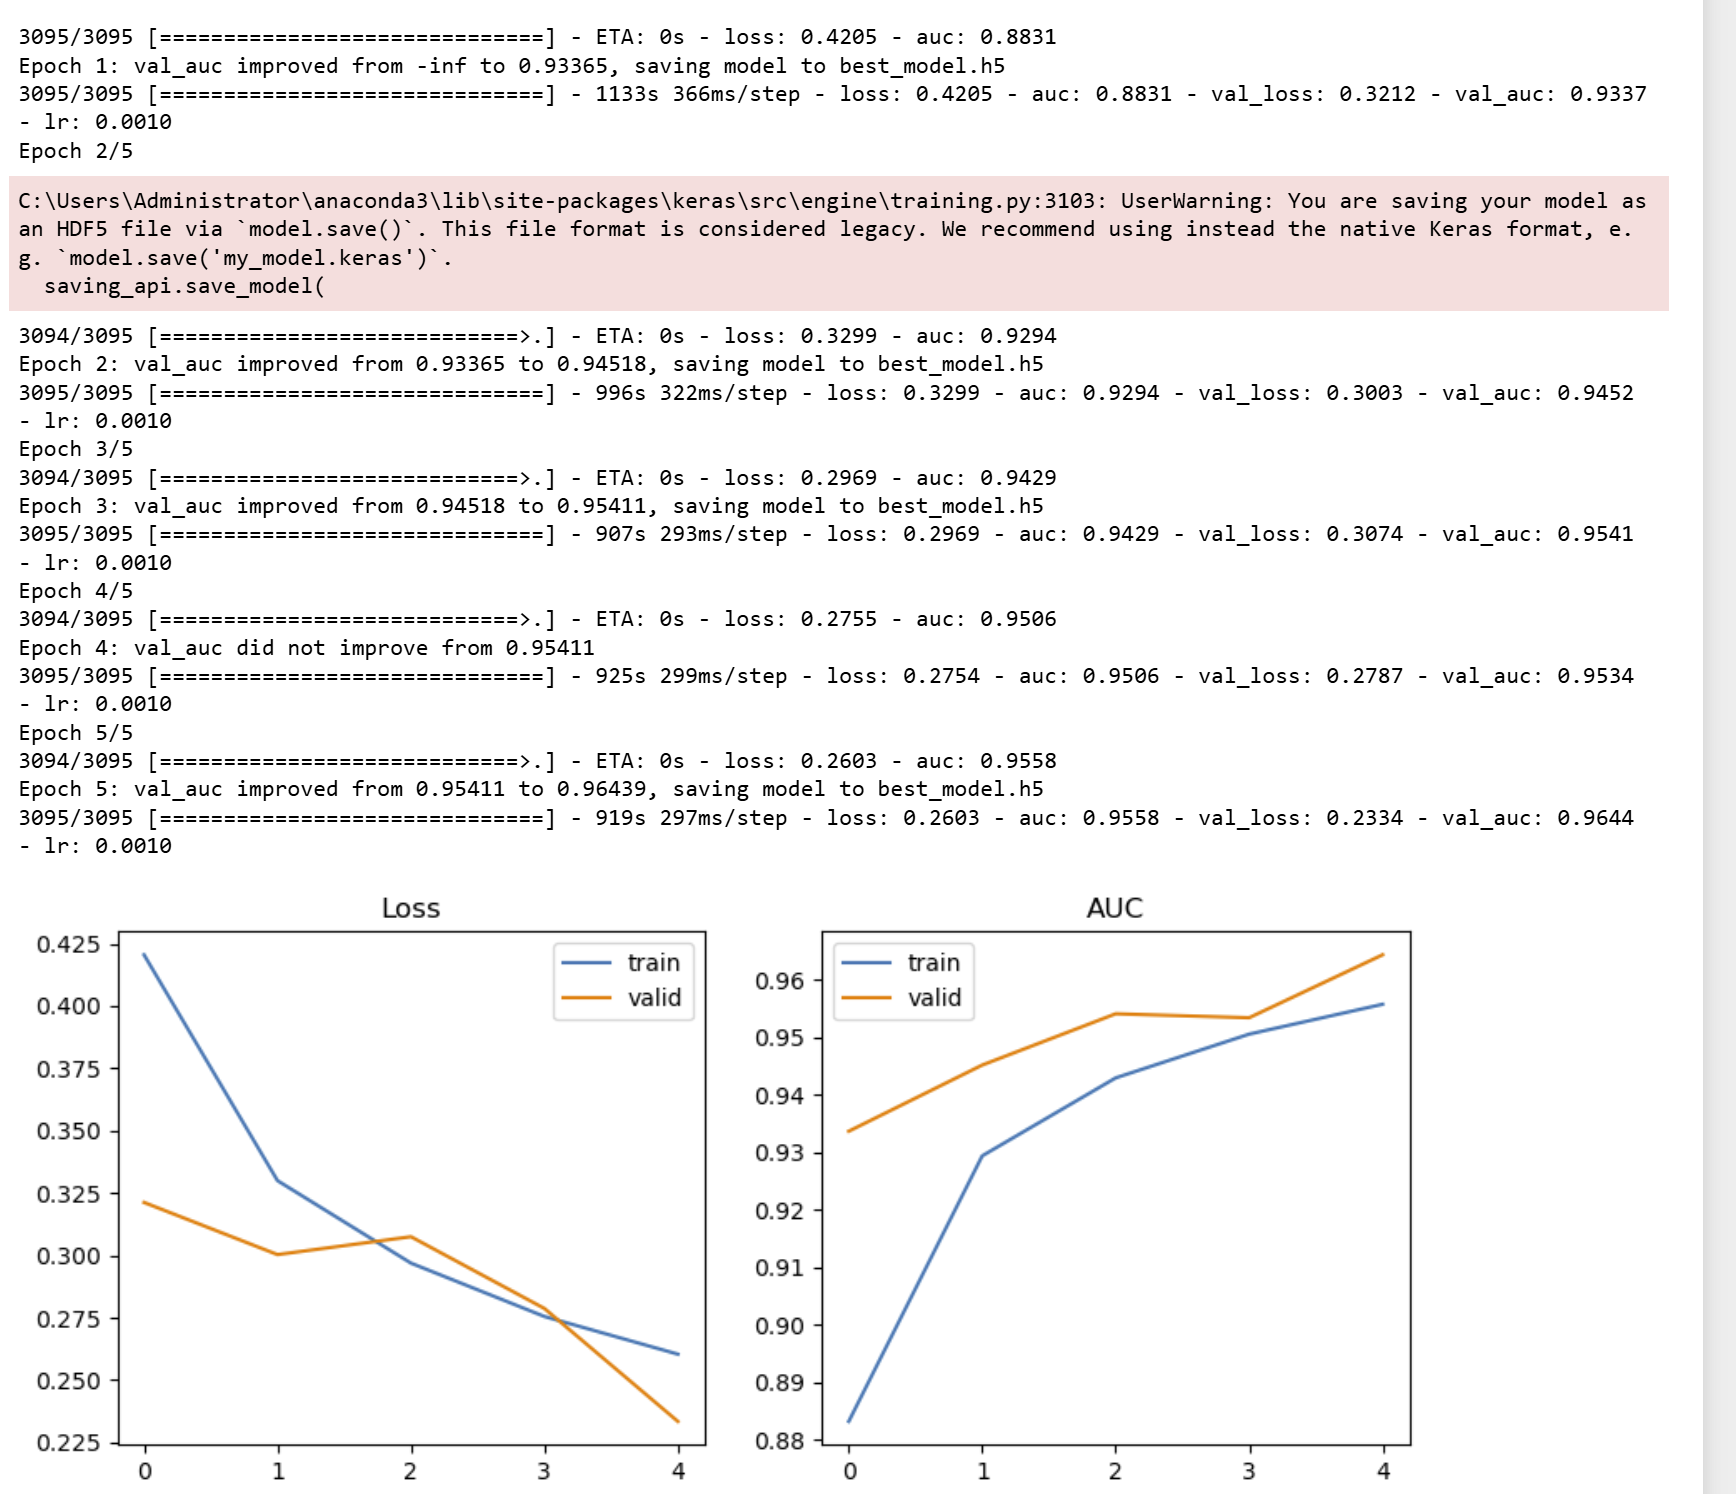 3095/3095 [==============================] - ETA: 0s - loss: 0.4205 - auc: 0.8831
Epoch 1: val_auc improved from -inf to 0.93365, saving model to best_model.h5
3095/3095 [==============================] - 1133s 366ms/step - loss: 0.4205 - auc: 0.8831 - val_loss: 0.3212 - val_auc: 0.9337
- lr: 0.0010
Epoch 2/5
C:\Users\Administrator\anaconda3\lib\site-packages\keras\src\engine\training.py:3103: UserWarning: You are saving your model as
an HDF5 file via `model.save()`. This file format is considered legacy. We recommend using instead the native Keras format, e.
g. `model.save('my_model.keras')`.
  saving_api.save_model(
3094/3095 [============================>.] - ETA: 0s - loss: 0.3299 - auc: 0.9294
Epoch 2: val_auc improved from 0.93365 to 0.94518, saving model to best_model.h5
3095/3095 [==============================] - 996s 322ms/step - loss: 0.3299 - auc: 0.9294 - val_loss: 0.3003 - val_auc: 0.9452
- lr: 0.0010
Epoch 3/5
3094/3095 [============================>.] - ETA: 0s - loss: 0.2969 - auc: 0.9429
Epoch 3: val_auc improved from 0.94518 to 0.95411, saving model to best_model.h5
3095/3095 [==============================] - 907s 293ms/step - loss: 0.2969 - auc: 0.9429 - val_loss: 0.3074 - val_auc: 0.9541
- lr: 0.0010
Epoch 4/5
3094/3095 [============================>.] - ETA: 0s - loss: 0.2755 - auc: 0.9506
Epoch 4: val_auc did not improve from 0.95411
3095/3095 [==============================] - 925s 299ms/step - loss: 0.2754 - auc: 0.9506 - val_loss: 0.2787 - val_auc: 0.9534
- lr: 0.0010
Epoch 5/5
3094/3095 [============================>.] - ETA: 0s - loss: 0.2603 - auc: 0.9558
Epoch 5: val_auc improved from 0.95411 to 0.96439, saving model to best_model.h5
3095/3095 [==============================] - 919s 297ms/step - loss: 0.2603 - auc: 0.9558 - val_loss: 0.2334 - val_auc: 0.9644
- lr: 0.0010
Loss
0.425
0.400
0.375
0.350
0.325
0.300
0.275
0.250
0.225
0 1 2 3 4
train
valid
AUC
train
valid
0.96
0.95
0.94
0.93
0.92
0.91
0.90
0.89
0.88
0 1 2 3 4